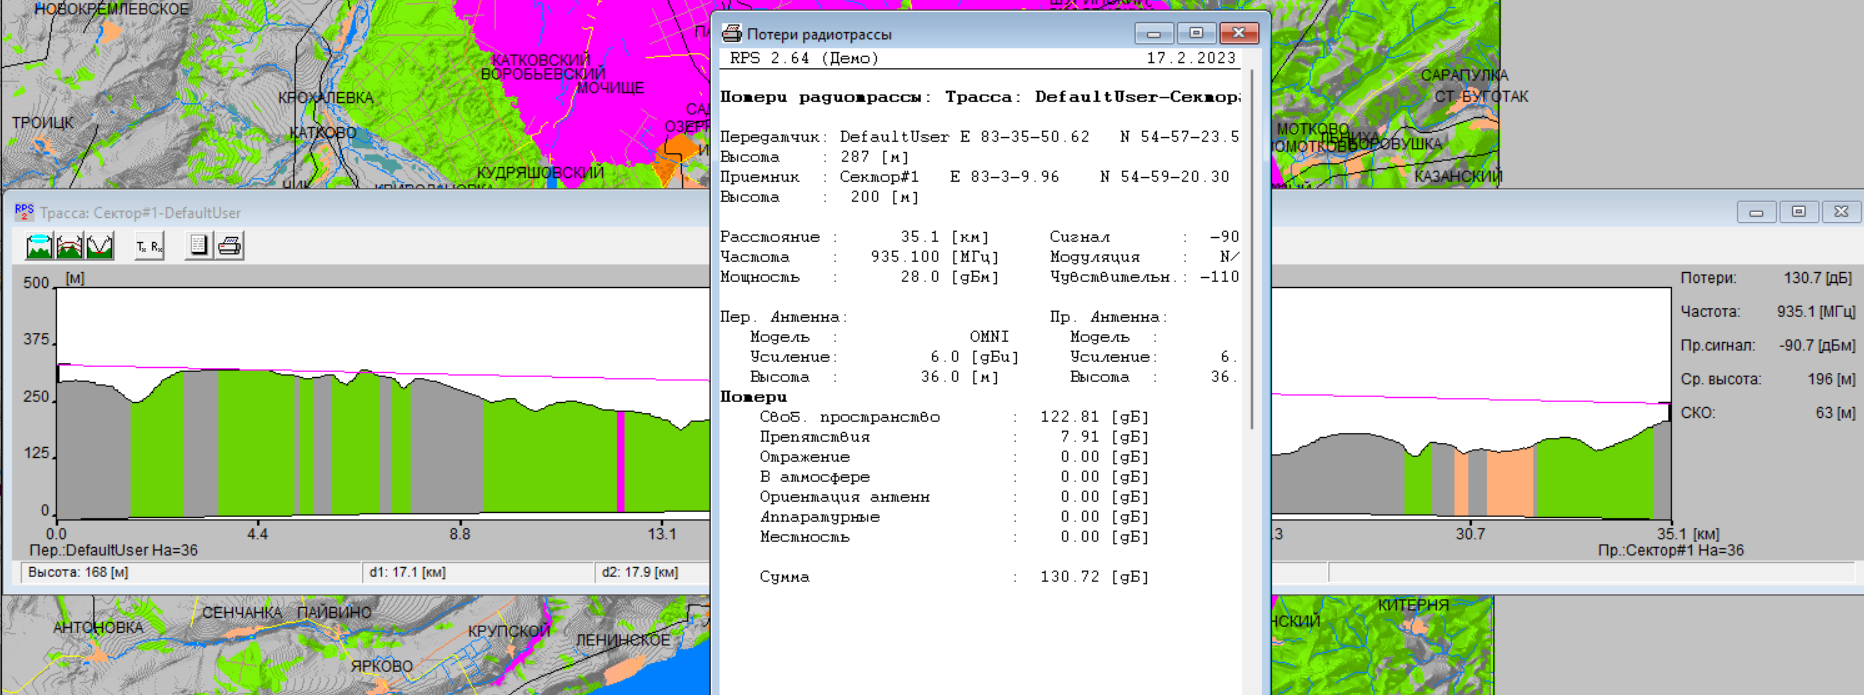 НОВОКРЕМЛЕВСКОЕ
КАТКОВСКИЙ
ВОРОБЬЕВСКИЙ
МОЧИЩЕ
КРОХАЛЕВКА
ТРОИЦК
КАТКОВО
КУДРЯШОВСКИЙ
САРАПУЛКА
СТ. БУГОТАК
МОТКОВО
БОРОВУШКА
КАЗАНСКИЙ
Потери радиотрассы
RPS 2.64 (Демо) 17.2.2023
Потери радиотрассы: Трасса: DefaultUser-Сектор
Передатчик: DefaultUser E 83-35-50.62 N 54-57-23.5
Высота : 287 [м]
Приемник : Сектор#1 E 83-3-9.96 N 54-59-20.30
Высота : 200 [м]
Расстояние : 35.1 [км] Сигнал : -90
Частота : 935.100 [МГц] Модуляция : N/
Мощность : 28.0 [дБм] Чувствительн.: -110
Пер. Антенна: Пр. Антенна:
Модель : OMNI Модель :
Усиление: 6.0 [дБи] Усиление: 6.
Высота : 36.0 [м] Высота : 36.
Потери
Своб. пространство : 122.81 [дБ]
Препятствия : 7.91 [дБ]
Отражение : 0.00 [дБ]
В атмосфере : 0.00 [дБ]
Ориентация антенн : 0.00 [дБ]
Аппаратурные : 0.00 [дБ]
Местность : 0.00 [дБ]
Сумма : 130.72 [дБ]
RPS 2 Трасса: Сектор#1-DefaultUser
Tx Rx
[м]
500
375
250
125
0
0.0 4.4 8.8 13.1 .3 30.7 35.1 [км]
Пер.:DefaultUser Ha=36 Пр.:Сектор#1 Ha=36
Высота: 168 [м] d1: 17.1 [км] d2: 17.9 [км]
Потери: 130.7 [дБ]
Частота: 935.1 [МГц]
Пр.сигнал: -90.7 [дБм]
Ср. высота: 196 [м]
СКО: 63 [м]
АНТОНОВКА
СЕНЧАНКА
ПАЙВИНО
КРУПСКОЙ
ЛЕНИНСКОЕ
ЯРКОВО
КИТЕРНЯ
НСКИЙ